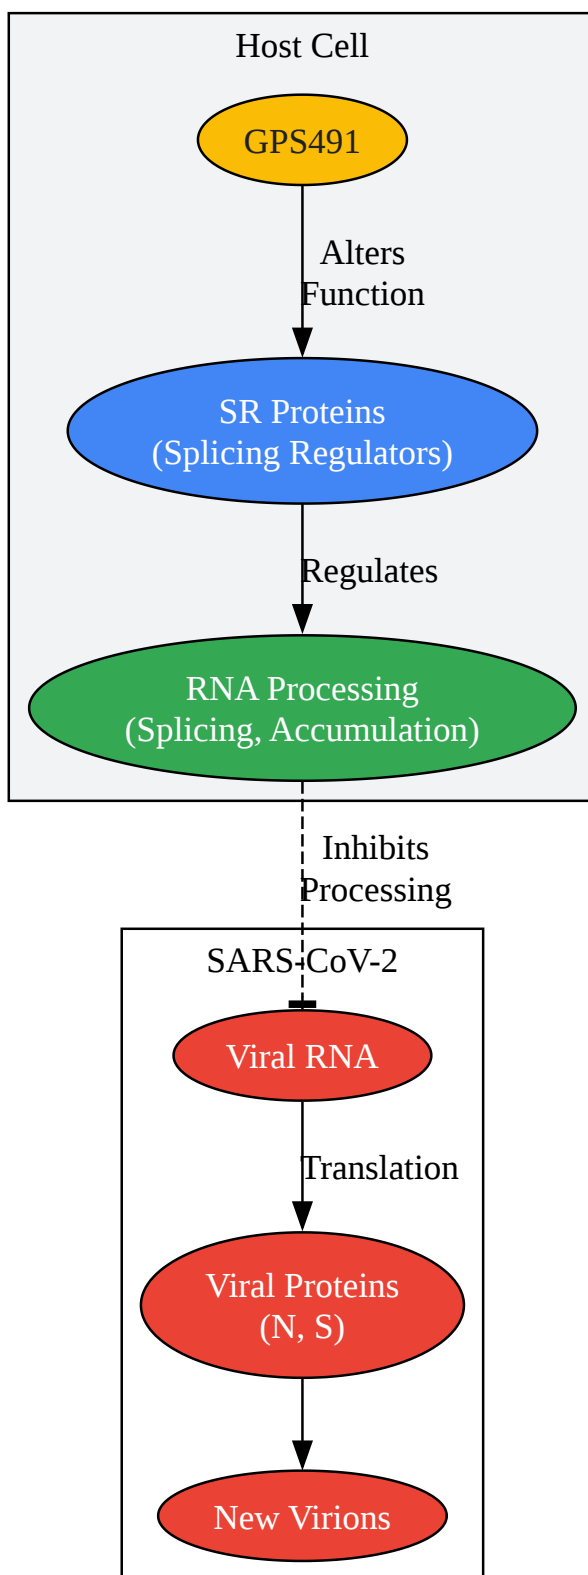 Host Cell
GPS491
Alters
Function
SR Proteins
(Splicing Regulators)
Regulates
RNA Processing
(Splicing, Accumulation)
Inhibits
Processing
SARS-CoV-2
Viral RNA
Translation
Viral Proteins
(N, S)
New Virions